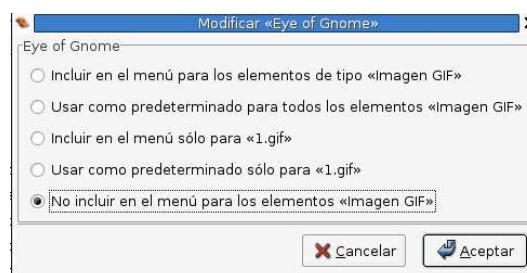 Modificar «Eye of Gnome»
Eye of Gnome
Incluir en el menú para los elementos de tipo «Imagen GIF»
Usar como predeterminado para todos los elementos «Imagen GIF»
Incluir en el menú sólo para «1.gif»
Usar como predeterminado sólo para «1.gif»
No incluir en el menú para los elementos «Imagen GIF»
Cancelar Aceptar